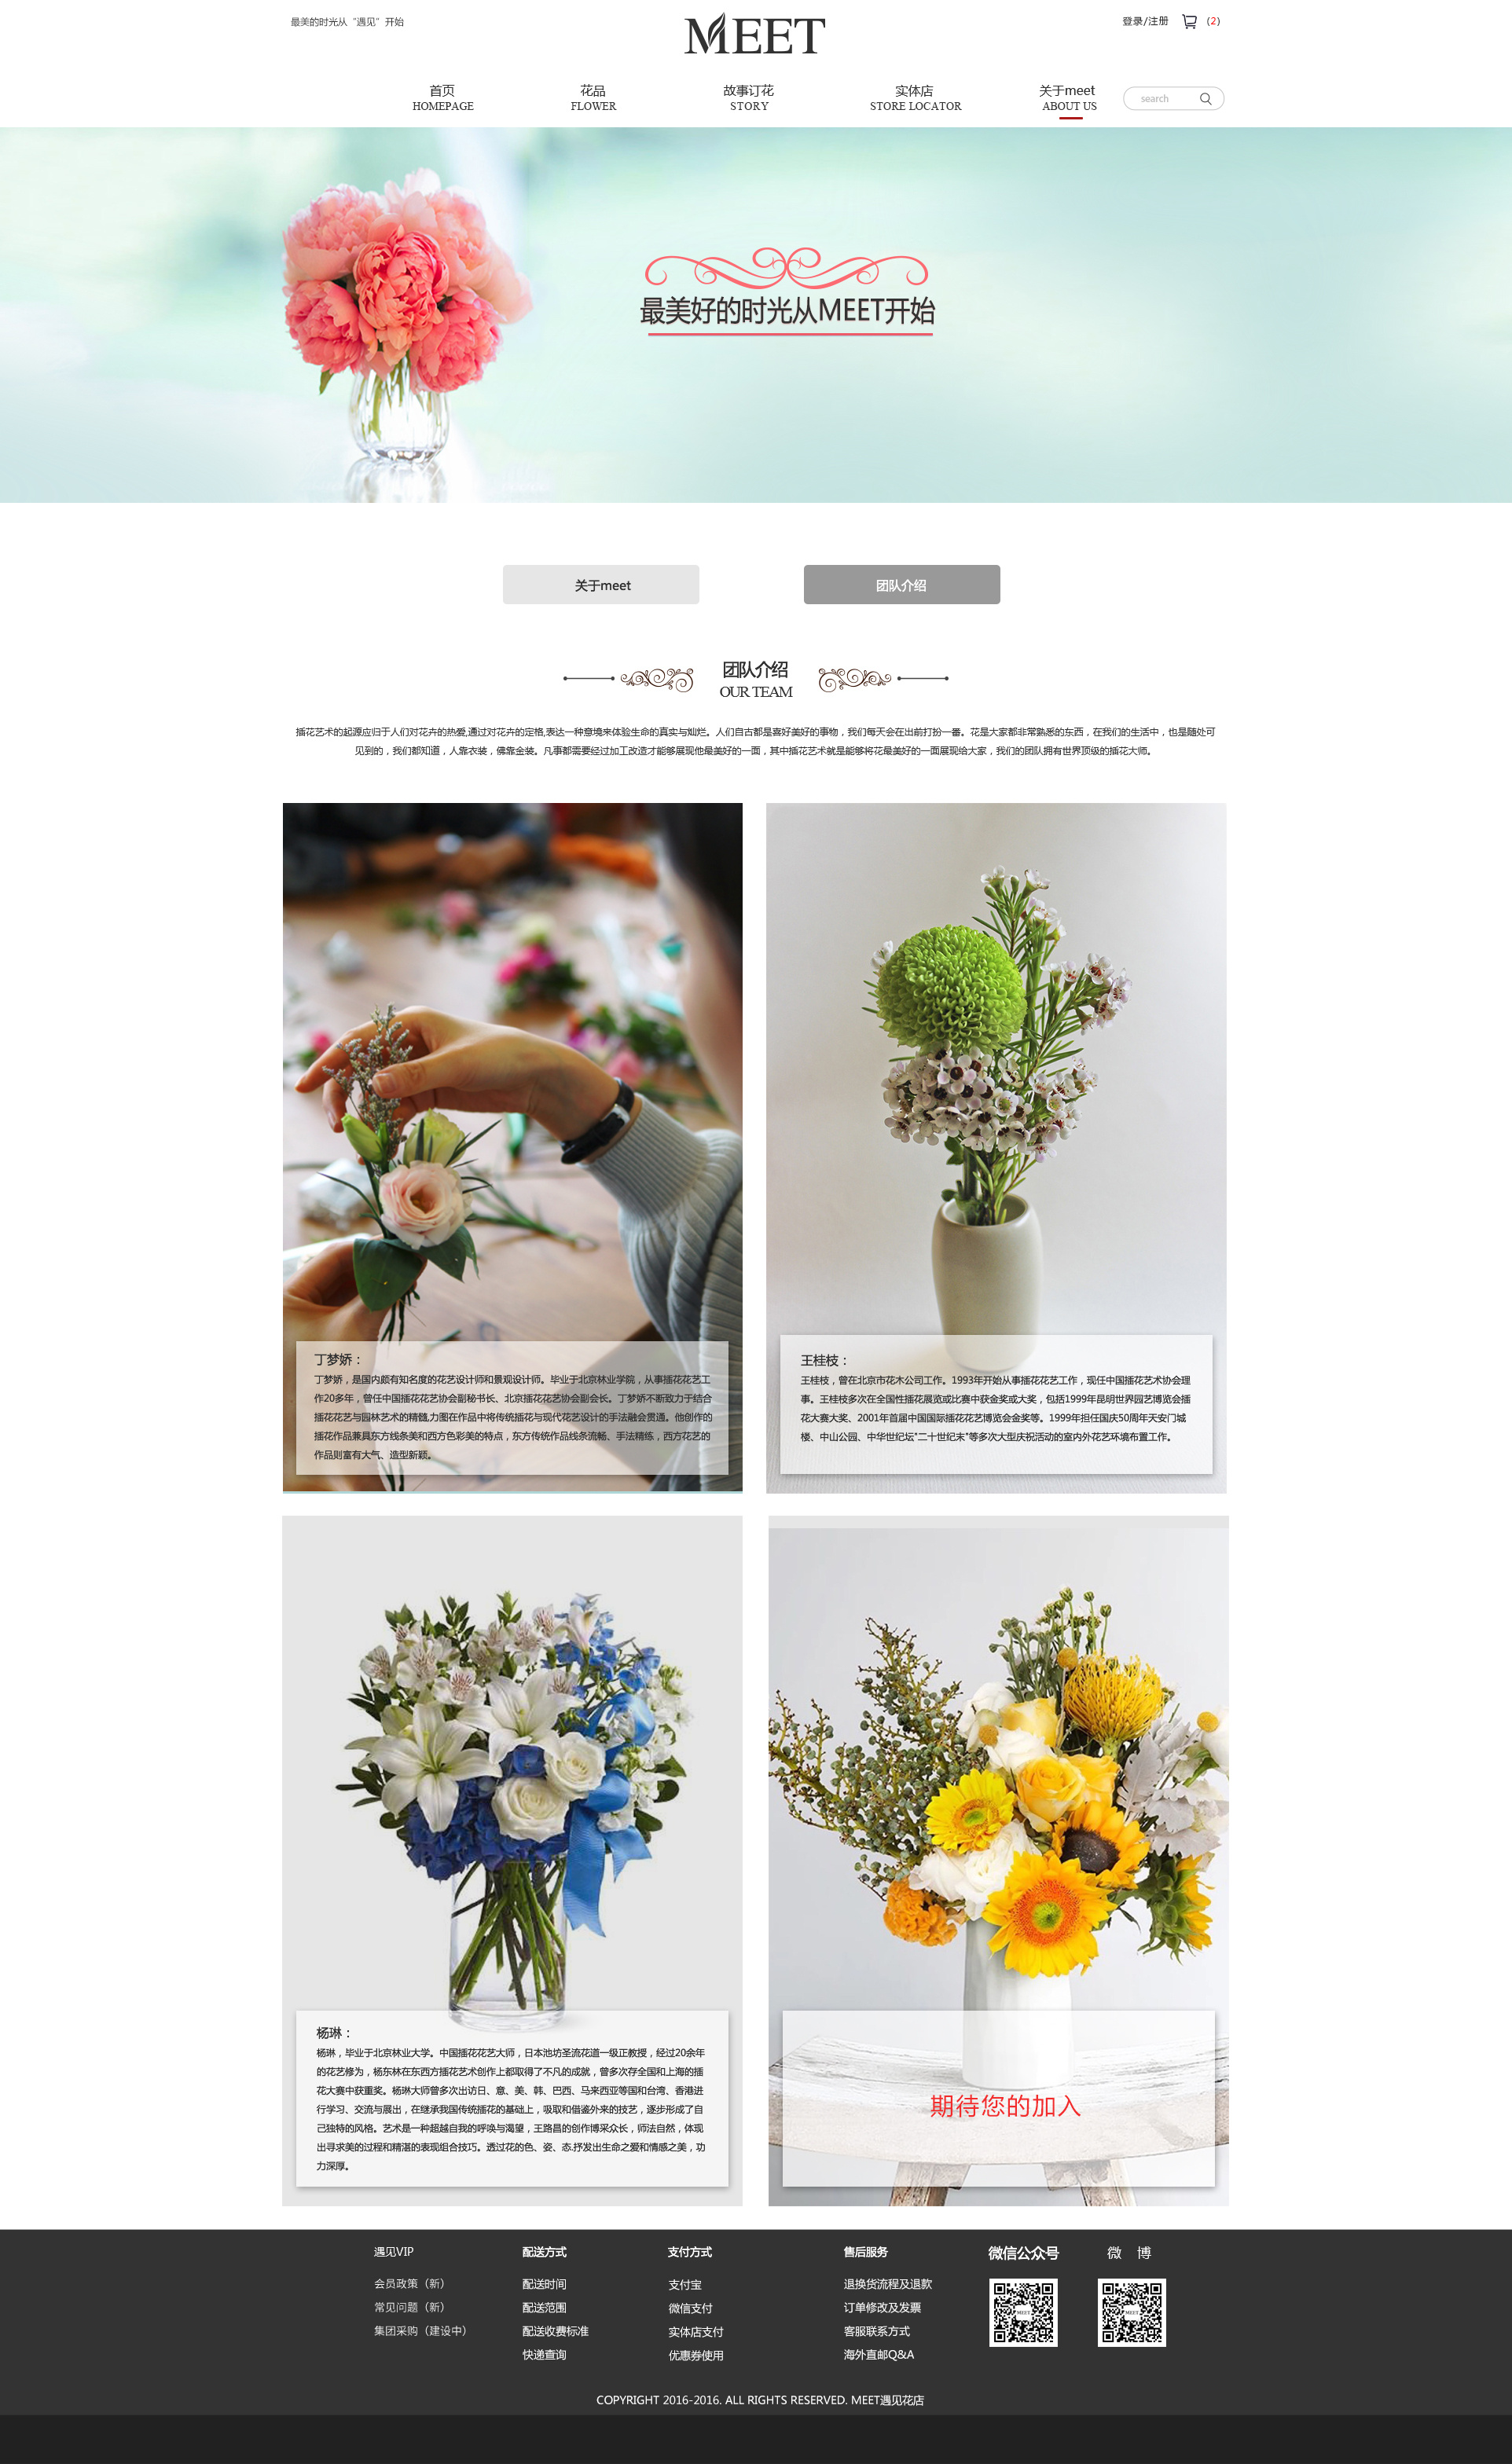 最美的时光从“遇见”开始
MEET
登录/注册 (2)
首页 花品 故事订花 实体店 关于meet
HOMEPAGE FLOWER STORY STORE LOCATOR ABOUT US
search
最美好的时光从MEET开始
关于meet 团队介绍
团队介绍
OUR TEAM
插花艺术的起源应归于人们对花卉的热爱,通过对花卉的定格,表达一种意境来体验生命的真实与灿烂。人们自古都是喜好美好的事物，我们每天会在出前打扮一番。花是大家都非常熟悉的东西，在我们的生活中，也是随处可
见到的，我们都知道，人靠衣装，佛靠金装。凡事都需要经过加工改造才能够展现他最美好的一面，其中插花艺术就是能够将花最美好的一面展现给大家，我们的团队拥有世界顶级的插花大师。
丁梦娇：
丁梦娇，是国内颇有知名度的花艺设计师和景观设计师。毕业于北京林业学院，从事插花花艺工
作20多年，曾任中国插花花艺协会副秘书长、北京插花花艺协会副会长。丁梦娇不断致力于结合
插花花艺与园林艺术的精髓,力图在作品中将传统插花与现代花艺设计的手法融会贯通。他创作的
插花作品兼具东方线条美和西方色彩美的特点，东方传统作品线条流畅、手法精练，西方花艺的
作品则富有大气、造型新颖。
王桂枝：
王桂枝，曾在北京市花木公司工作。1993年开始从事插花花艺工作，现任中国插花艺术协会理
事。王桂枝多次在全国性插花展览或比赛中获金奖或大奖，包括1999年昆明世界园艺博览会插
花大赛大奖、2001年首届中国国际插花花艺博览会金奖等。1999年担任国庆50周年天安门城
楼、中山公园、中华世纪坛"二十世纪末"等多次大型庆祝活动的室内外花艺环境布置工作。
杨琳：
杨琳，毕业于北京林业大学。中国插花花艺大师，日本池坊圣流花道一级正教授，经过20余年
的花艺修为，杨东林在东西方插花艺术创作上都取得了不凡的成就，曾多次存全国和上海的插
花大赛中获重奖。杨琳大师曾多次出访日、意、美、韩、巴西、马来西亚等国和台湾、香港进
行学习、交流与展出，在继承我国传统插花的基础上，吸取和借鉴外来的技艺，逐步形成了自
己独特的风格。艺术是一种超越自我的呼唤与渴望，王路昌的创作博采众长，师法自然，体现
出寻求美的过程和精湛的表现组合技巧。透过花的色、姿、态.抒发出生命之爱和情感之美，功
力深厚。
期待您的加入
遇见VIP
会员政策（新）
常见问题（新）
集团采购（建设中）
配送方式
配送时间
配送范围
配送收费标准
快递查询
支付方式
支付宝
微信支付
实体店支付
优惠券使用
售后服务
退换货流程及退款
订单修改及发票
客服联系方式
海外直邮Q&A
微信公众号
MEET
微 博
MEET
COPYRIGHT 2016-2016. ALL RIGHTS RESERVED. MEET遇见花店